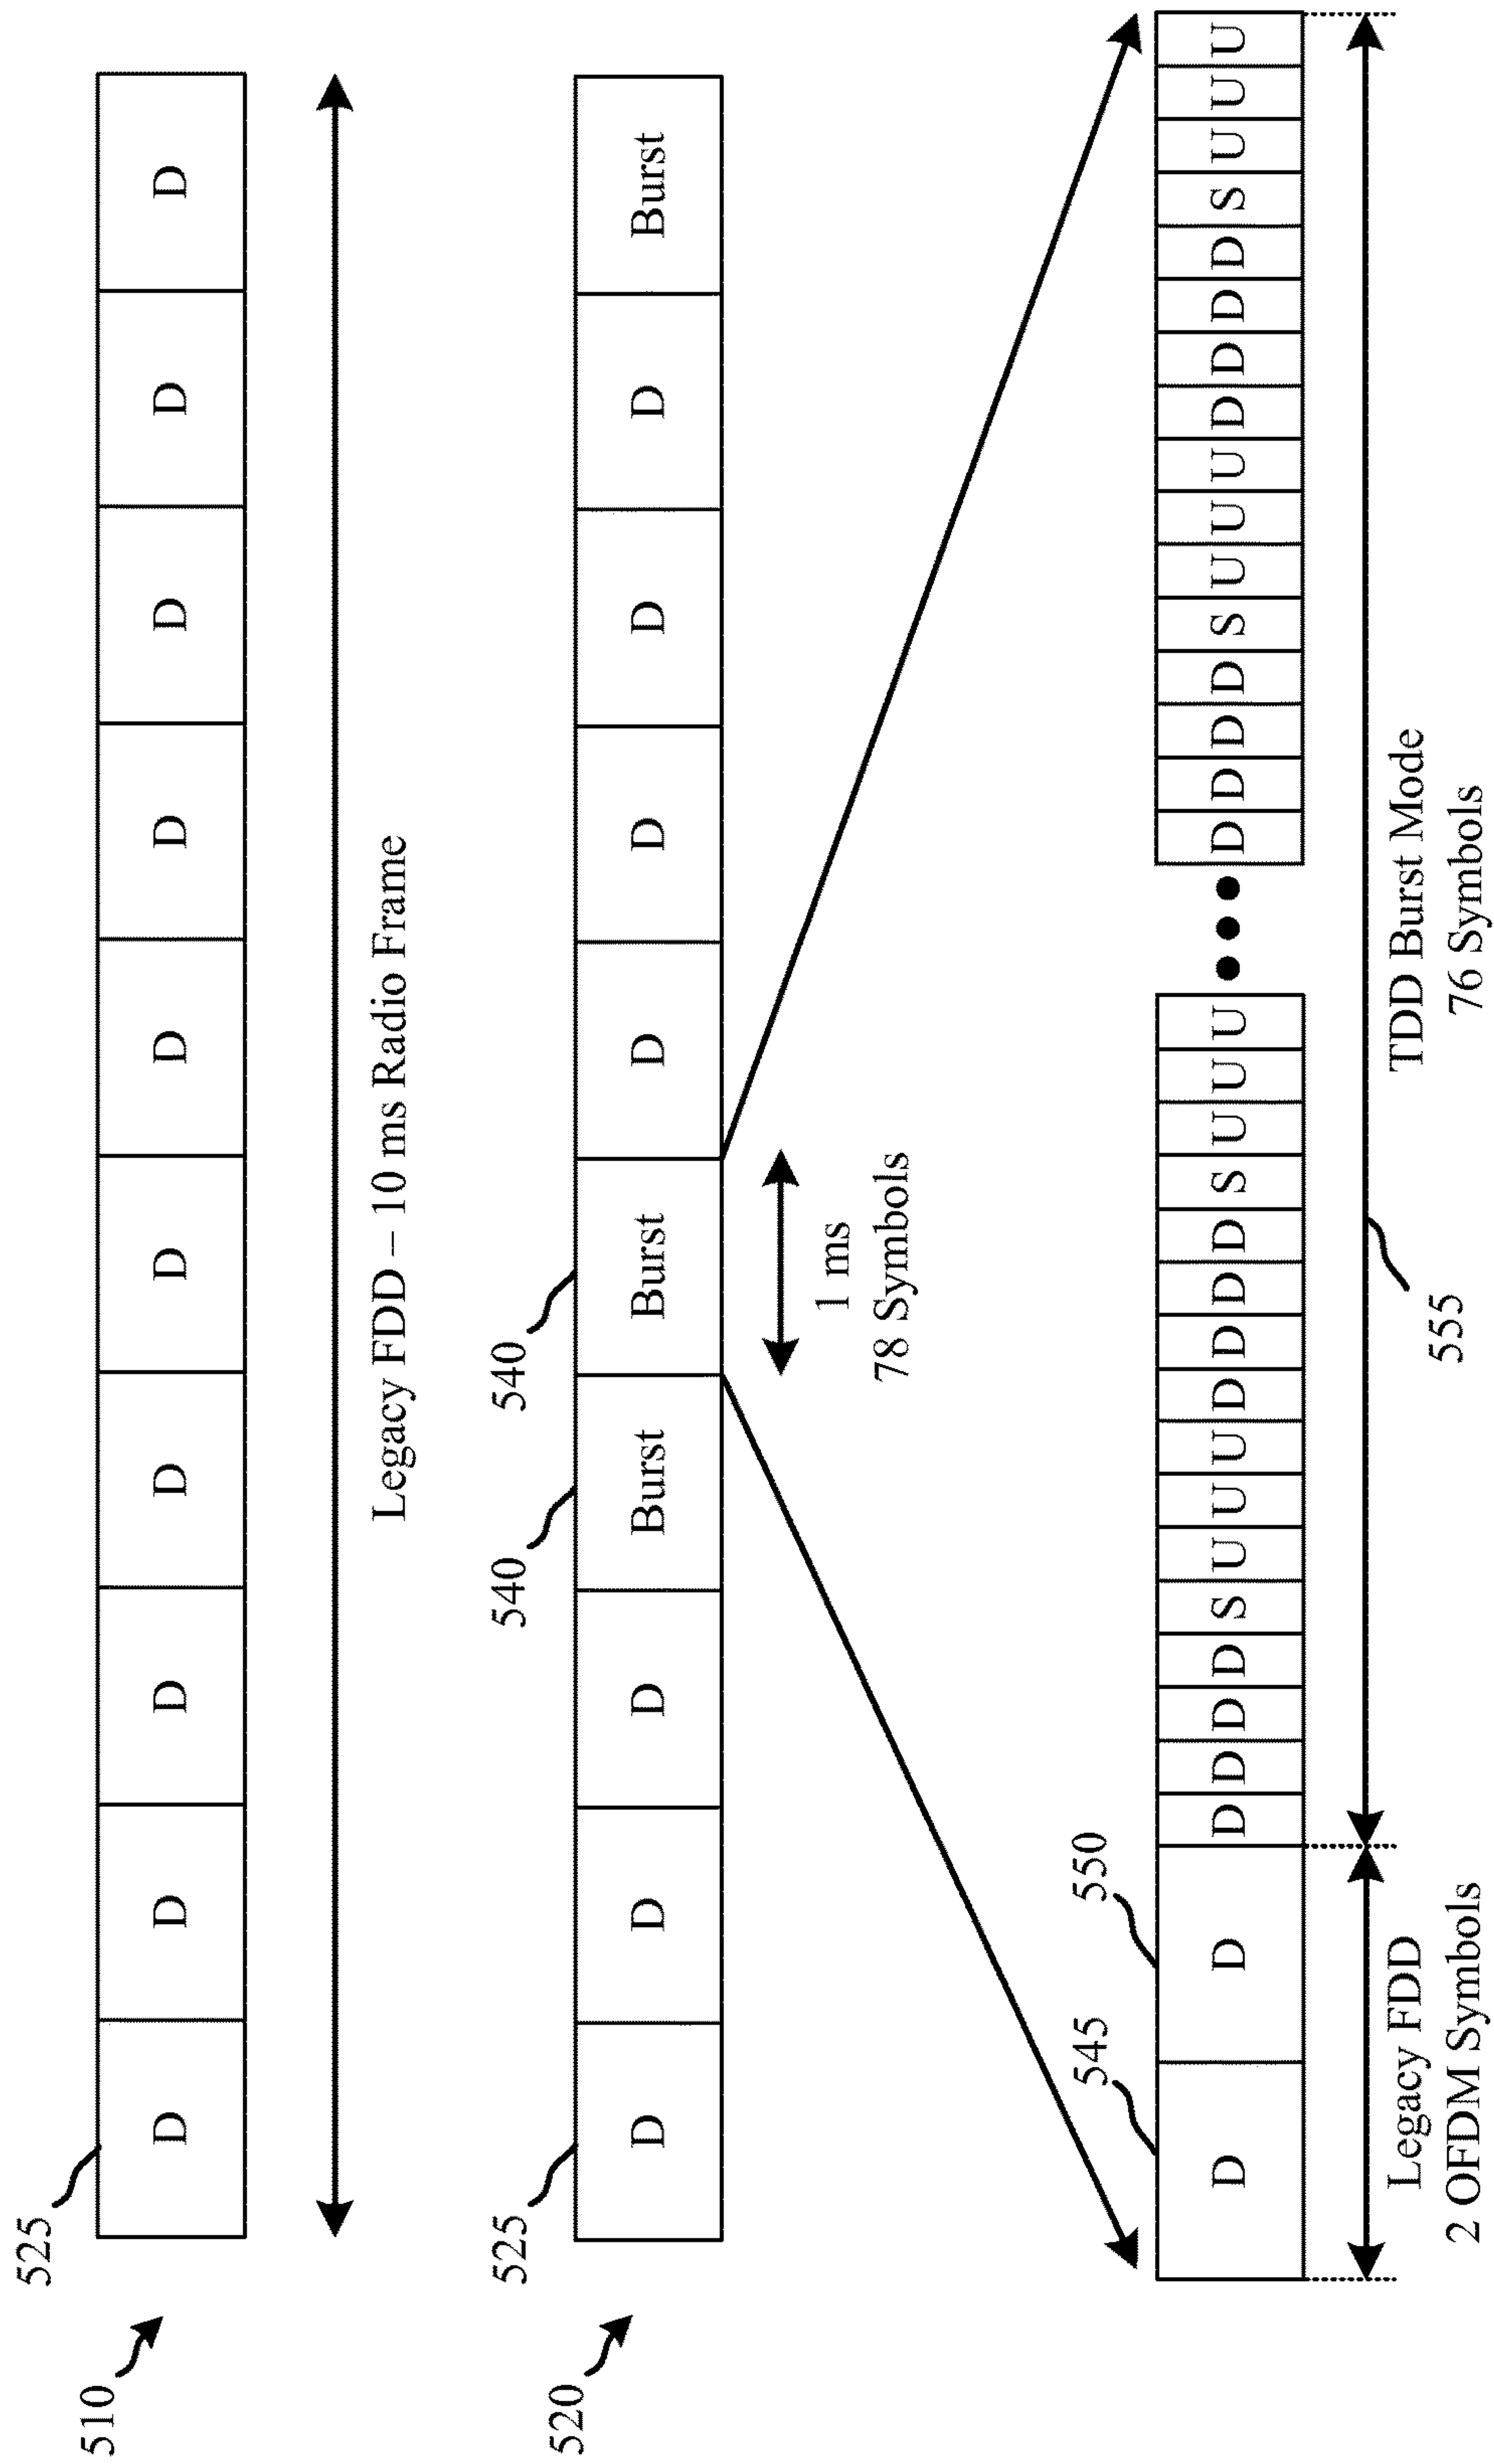 510
525
D D D D D D D D D D
Legacy FDD – 10 ms Radio Frame
520
525
540
540
D D D Burst Burst D D D D Burst
1 ms
78 Symbols
545
550
D D D D D D S U U U D D D D S U U U ● ● ● D D D D S U U U D D D D S U U U
555
Legacy FDD
2 OFDM Symbols
TDD Burst Mode
76 Symbols